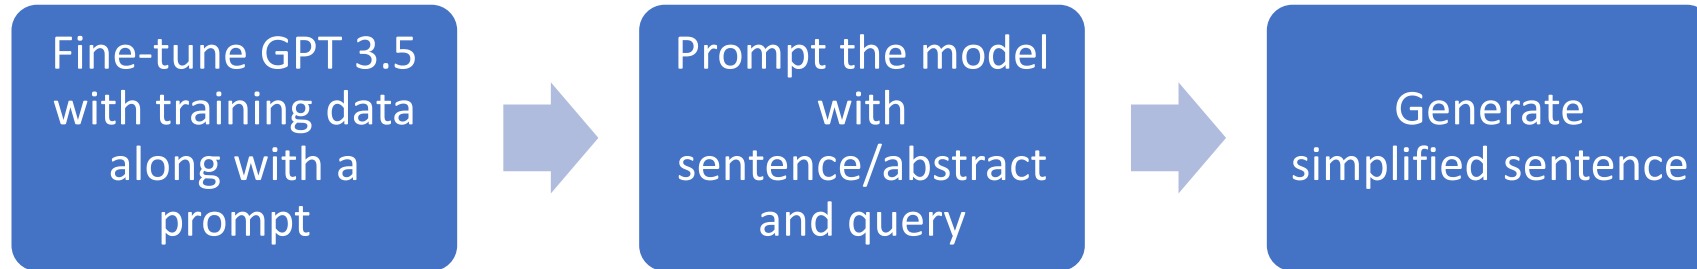 Fine-tune GPT 3.5
with training data
along with a
prompt
Prompt the model
with
sentence/abstract
and query
Generate
simplified sentence